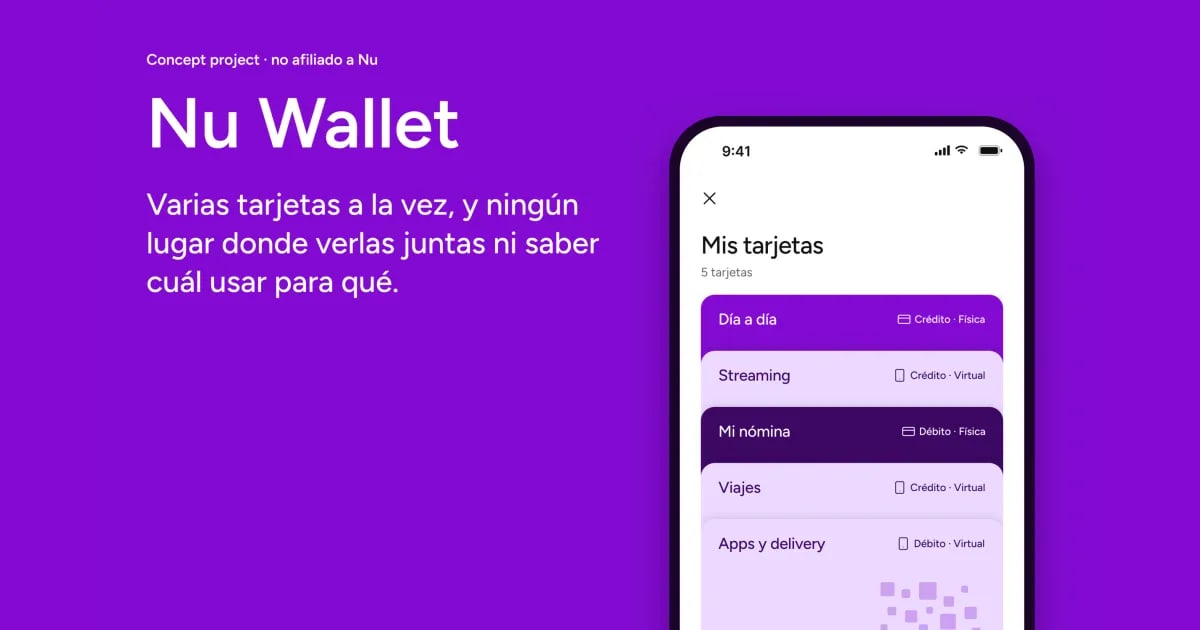 Concept project · no afiliado a Nu
Nu Wallet
Varias tarjetas a la vez, y ningún
lugar donde verlas juntas ni saber
cuál usar para qué.
9:41
Mis tarjetas
5 tarjetas
Día a día
Crédito · Física
Streaming
Crédito · Virtual
Mi nómina
Débito · Física
Viajes
Crédito · Virtual
Apps y delivery
Débito · Virtual